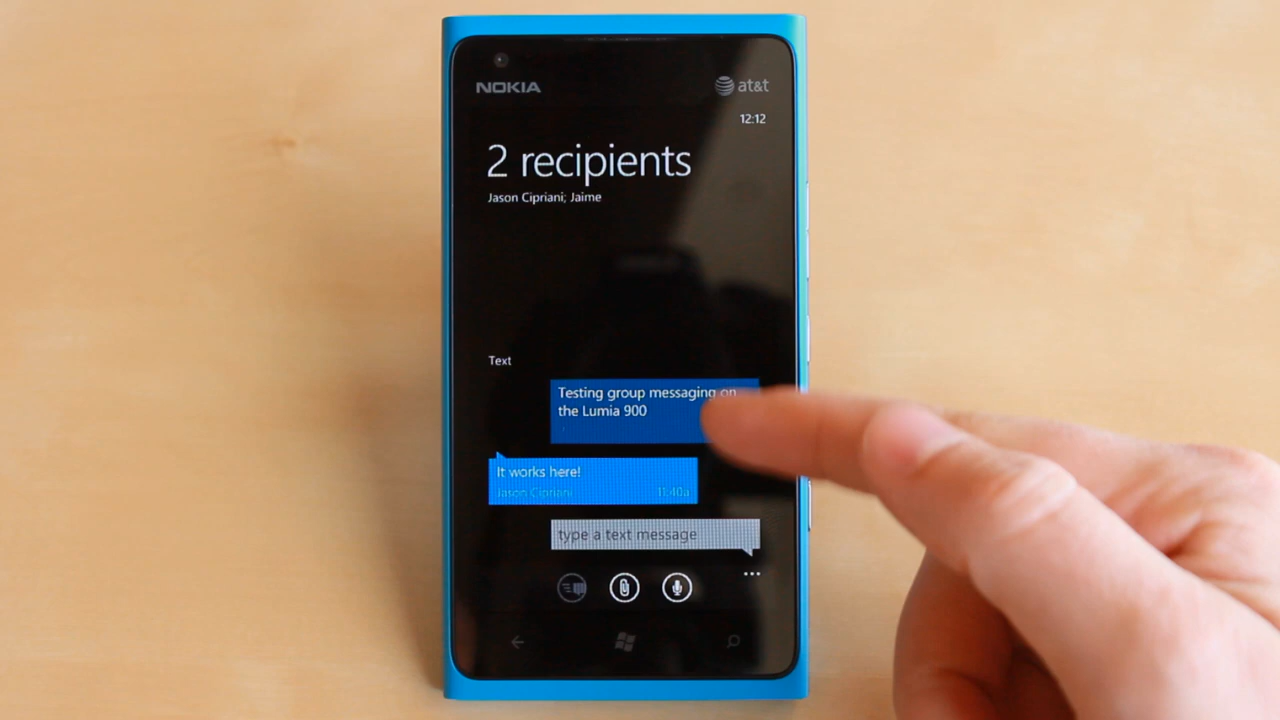 NOKIA
at&t
12:12
2 recipients
Jason Cipriani; Jaime
Text
Testing group messaging on
the Lumia 900
It works here!
Jason Cipriani 11:40a
type a text message